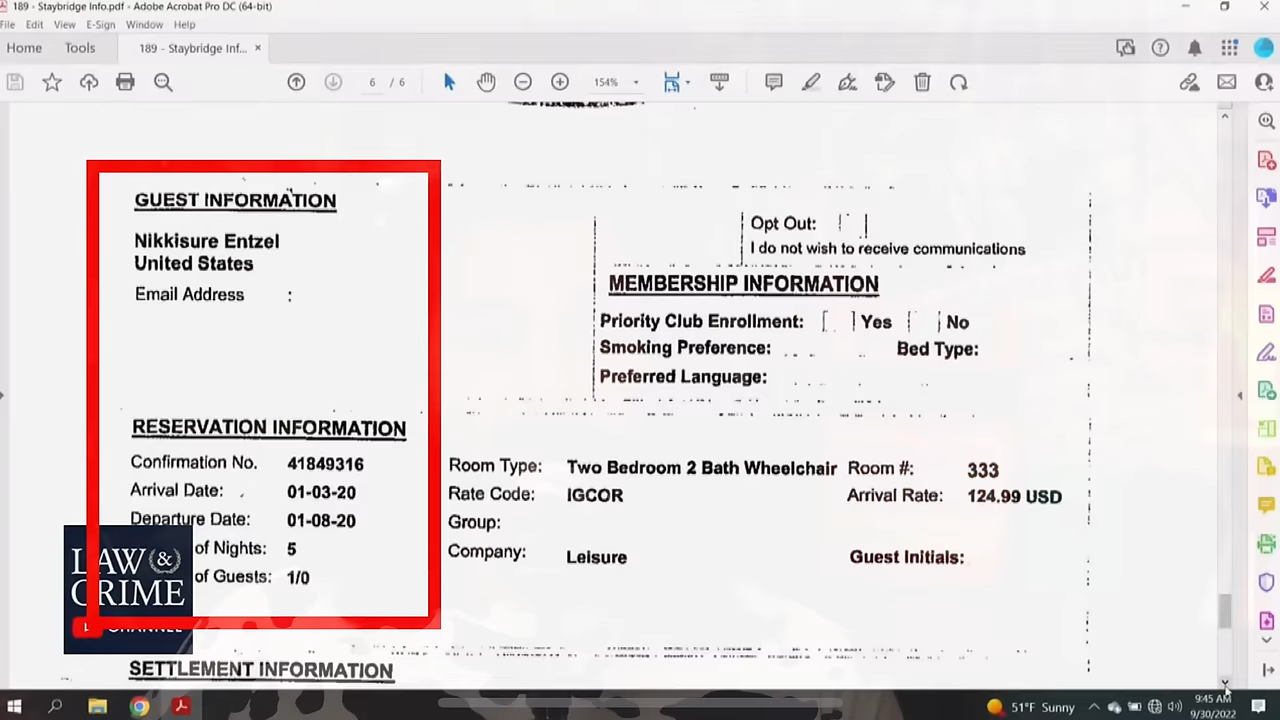 189 - Staybridge Info.pdf - Adobe Acrobat Pro DC (64-bit)
File Edit View E-Sign Window Help
Home Tools 189 - Staybridge Inf... ×
6 / 6 154%
GUEST INFORMATION
Nikkisure Entzel
United States
Email Address :
Opt Out:
I do not wish to receive communications
MEMBERSHIP INFORMATION
Priority Club Enrollment: [ ] Yes [ ] No
Smoking Preference: Bed Type:
Preferred Language:
RESERVATION INFORMATION
Confirmation No. 41849316
Arrival Date: 01-03-20
Departure Date: 01-08-20
of Nights: 5
of Guests: 1/0
Room Type: Two Bedroom 2 Bath Wheelchair Room #: 333
Rate Code: IGCOR Arrival Rate: 124.99 USD
Group:
Company: Leisure Guest Initials:
LAW &
CRIME
CHANNEL
SETTLEMENT INFORMATION
51°F Sunny
9:45 AM
9/30/2022